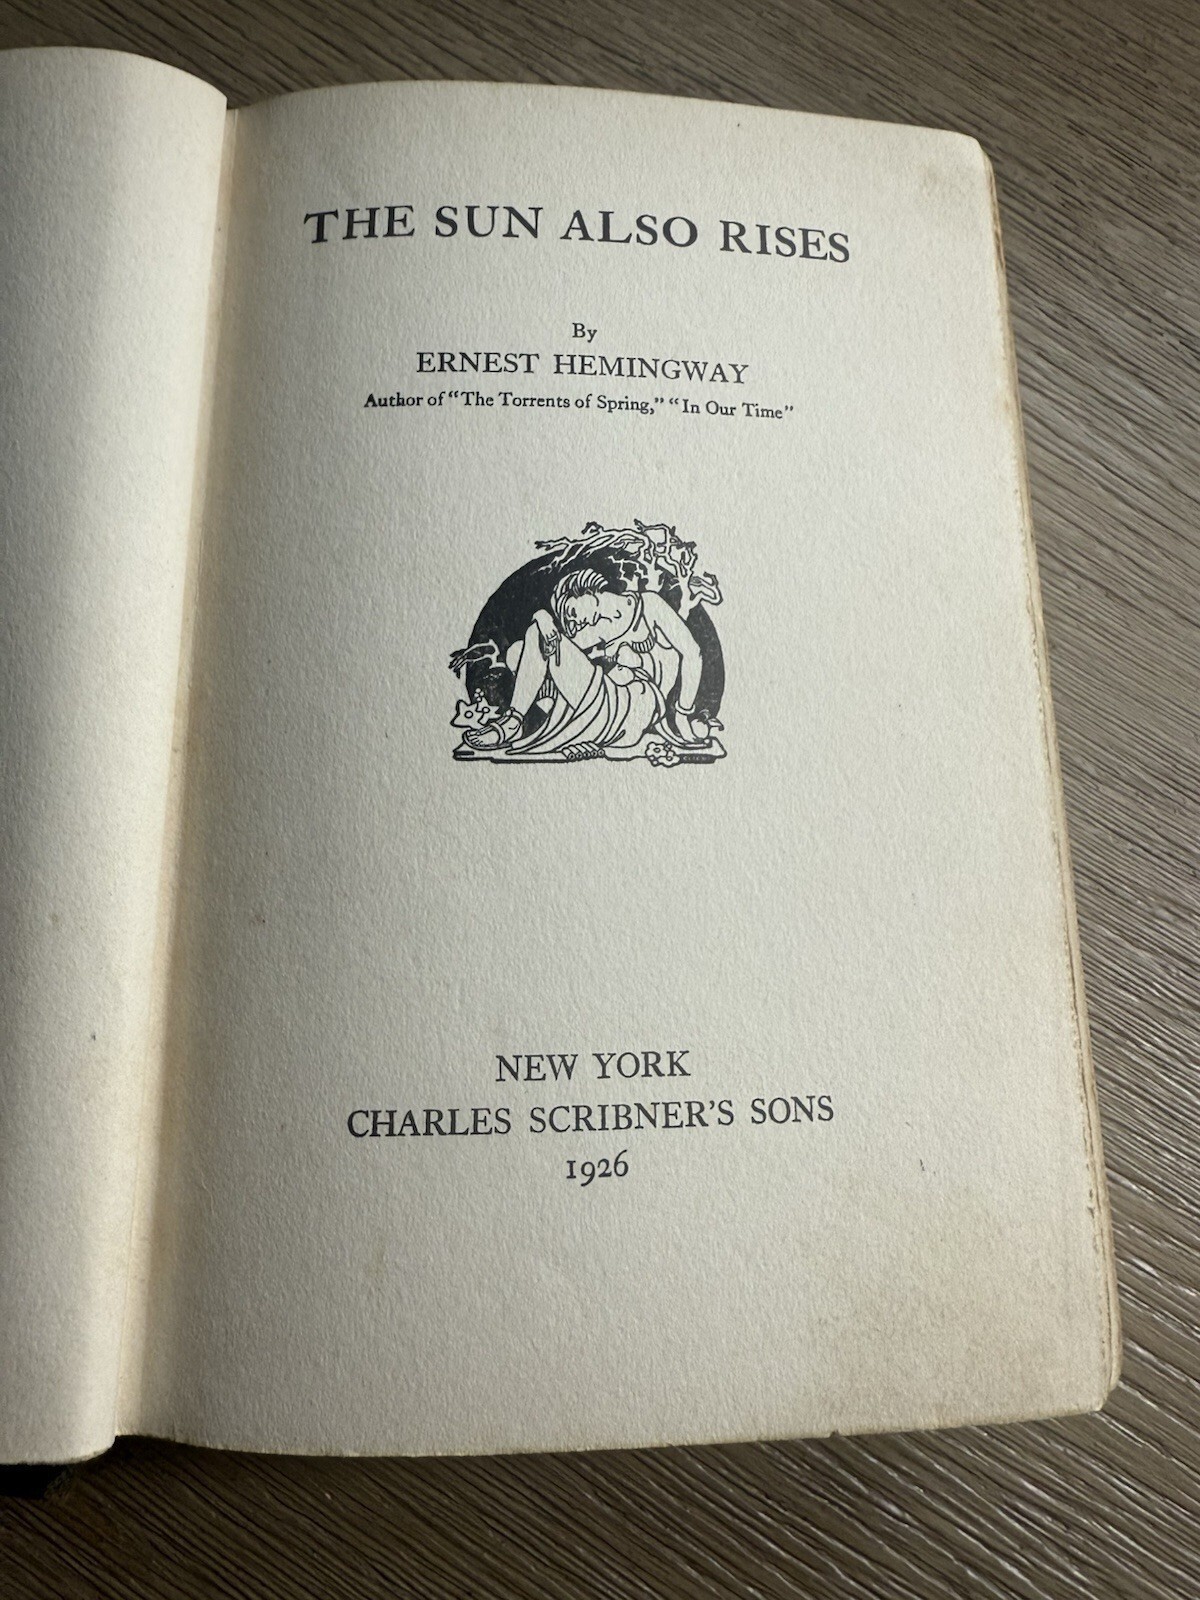 THE SUN ALSO RISES
By
ERNEST HEMINGWAY
Author of "The Torrents of Spring," "In Our Time"
NEW YORK
CHARLES SCRIBNER'S SONS
1926